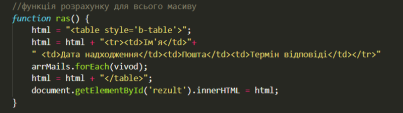 //функція розрахунку для всього масиву
function ras() {
html = "<table style='b-table'>";
html = html + "<tr><td>Ім'я</td>"+
" <td>Дата надходження</td><td>Пошта</td><td>Термін відповіді</td></tr>"
arrMails.forEach(vivod);
html = html + "</table>";
document.getElementById('rezult').innerHTML = html;
}